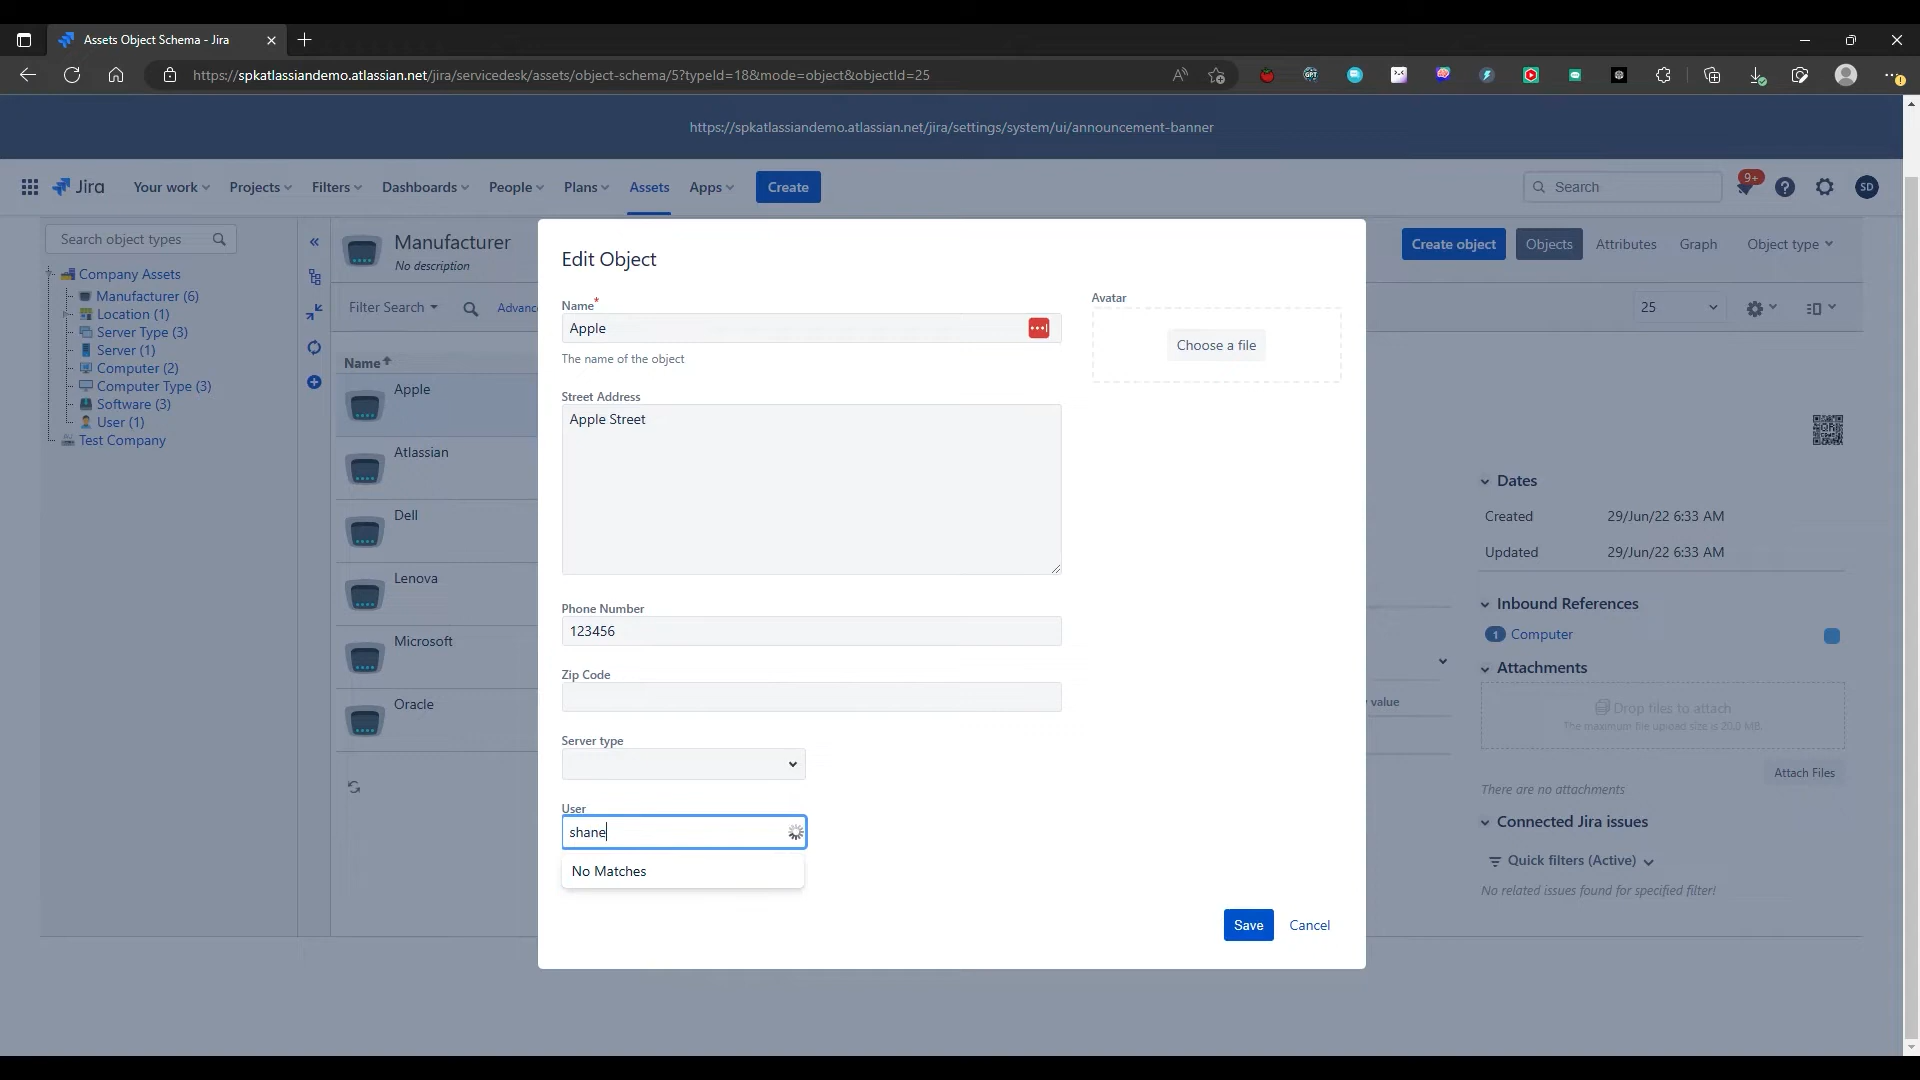 Assets Object Schema - Jira
https://spkatlassiandemo.atlassian.net/jira/servicedesk/assets/object-schema/5?typeId=18&mode=object&objectId=25
https://spkatlassiandemo.atlassian.net/jira/settings/system/ui/announcement-banner
Jira
Your work
Projects
Filters
Dashboards
People
Plans
Assets
Apps
Create
Search
9+
SD
Search object types
Company Assets
Manufacturer (6)
Location (1)
Server Type (3)
Server (1)
Computer (2)
Computer Type (3)
Software (3)
User (1)
Test Company
Manufacturer
No description
Create object
Objects
Attributes
Graph
Object type
Filter Search
Advanc
25
Name
Apple
Atlassian
Dell
Lenova
Microsoft
Oracle
Edit Object
Name*
Apple
The name of the object
Street Address
Apple Street
Phone Number
123456
Zip Code
Server type
User
shane
No Matches
Avatar
Choose a file
Save
Cancel
value
Dates
Created 29/Jun/22 6:33 AM
Updated 29/Jun/22 6:33 AM
Inbound References
1 Computer
Attachments
Drop files to attach
The maximum file upload size is 20.0 MB.
Attach Files
There are no attachments
Connected Jira issues
Quick filters (Active)
No related issues found for specified filter!